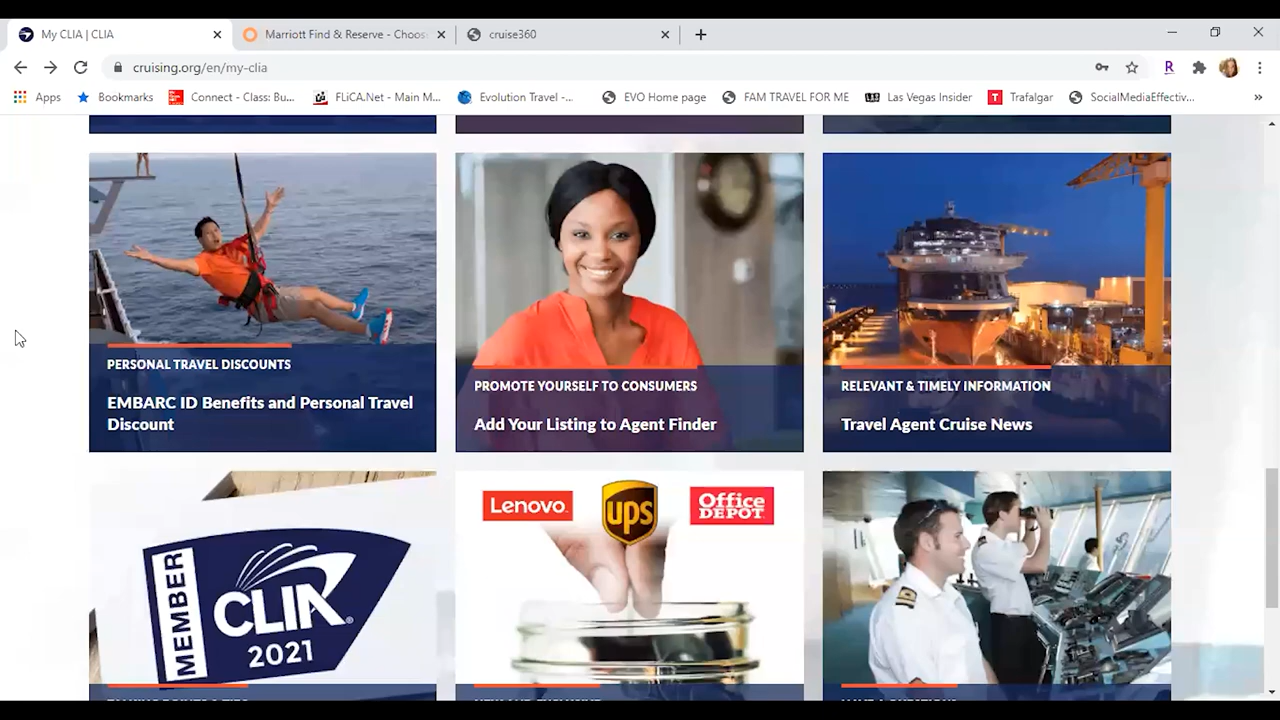 My CLIA | CLIA
Marriott Find & Reserve - Choos
cruise360
cruising.org/en/my-clia
R
Apps
Bookmarks
Connect - Class: Bu...
FLiCA.Net - Main M...
Evolution Travel -...
EVO Home page
FAM TRAVEL FOR ME
Las Vegas Insider
T
Trafalgar
SocialMediaEffectiv...
»
PERSONAL TRAVEL DISCOUNTS
EMBARC ID Benefits and Personal Travel
Discount
PROMOTE YOURSELF TO CONSUMERS
Add Your Listing to Agent Finder
RELEVANT & TIMELY INFORMATION
Travel Agent Cruise News
MEMBER
CLIA®
2021
Lenovo
ups
Office
DEPOT